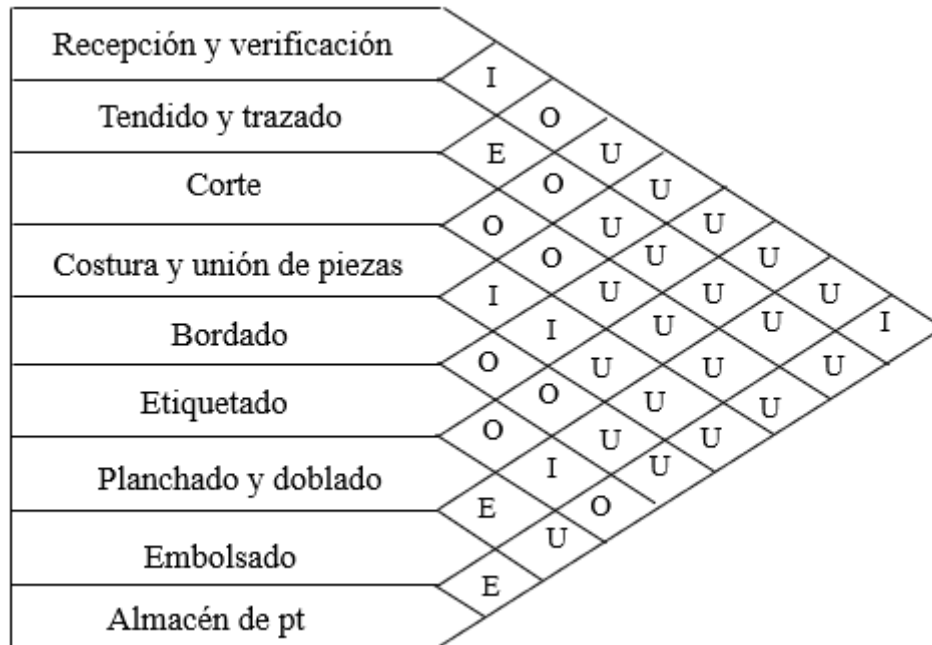 Recepción y verificación
I
Tendido y trazado O
E U
Corte O U
O U U
Costura y unión de piezas O U U
I U U U
Bordado I U U I
O U U U
Etiquetado O U U
O U U
Planchado y doblado I U
E O
Embolsado U
E
Almacén de pt